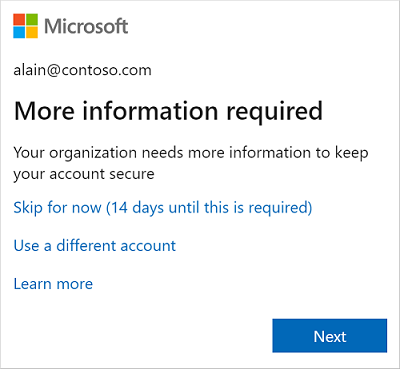 Microsoft
alain@contoso.com
More information required
Your organization needs more information to keep
your account secure
Skip for now (14 days until this is required)
Use a different account
Learn more
Next